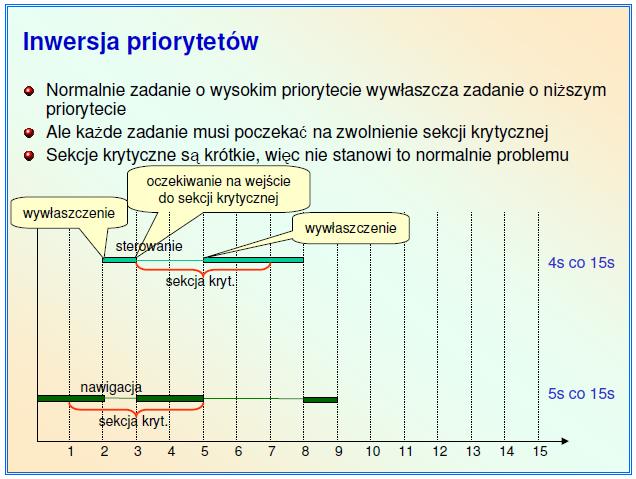 Inwersja priorytetów
Normalnie zadanie o wysokim priorytecie wywłaszcza zadanie o niższym
priorytecie
Ale każde zadanie musi poczekać na zwolnienie sekcji krytycznej
Sekcje krytyczne są krótkie, więc nie stanowi to normalnie problemu
oczekiwanie na wejście
do sekcji krytycznej
wywłaszczenie
wywłaszczenie
sterowanie
4s co 15s
sekcja kryt.
nawigacja
5s co 15s
sekcja kryt.
1 2 3 4 5 6 7 8 9 10 11 12 13 14 15